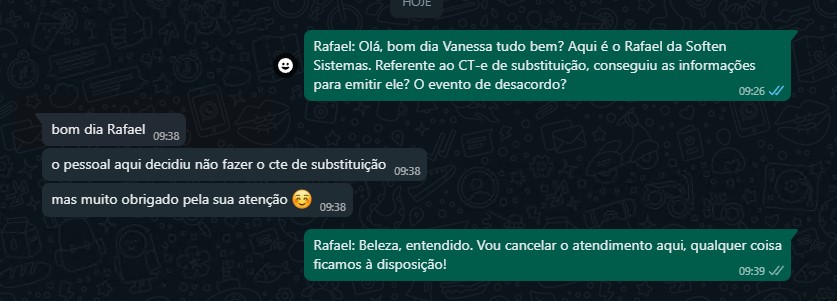 HOJE
Rafael: Olá, bom dia Vanessa tudo bem? Aqui é o Rafael da Soften
Sistemas. Referente ao CT-e de substituição, conseguiu as informações
para emitir ele? O evento de desacordo?
09:26
bom dia Rafael 09:38
o pessoal aqui decidiu não fazer o cte de substituição 09:38
mas muito obrigado pela sua atenção ☺️ 09:38
Rafael: Beleza, entendido. Vou cancelar o atendimento aqui, qualquer coisa
ficamos à disposição!
09:39